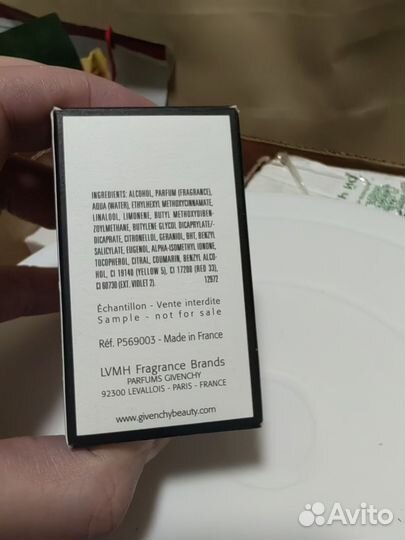 INGREDIENTS: ALCOHOL, PARFUM (FRAGRANCE),
AQUA (WATER), ETHYLHEXYL METHOXYCINNAMATE,
LINALOOL, LIMONENE, BUTYL METHOXYDIBEN-
ZOYLMETHANE, BUTYLENE GLYCOL DICAPRYLATE/-
DICAPRATE, CITRONELLOL, GERANIOL, BHT, BENZYL
SALICYLATE, EUGENOL, ALPHA-ISOMETHYL IONONE,
TOCOPHEROL, CITRAL, COUMARIN, BENZYL ALCO-
HOL, CI 19140 (YELLOW 5), CI 17200 (RED 33),
CI 60730 (EXT. VIOLET 2). 12972
Échantillon - Vente interdite
Sample - not for sale
Réf. P569003 - Made in France
LVMH Fragrance Brands
PARFUMS GIVENCHY
92300 LEVALLOIS - PARIS - FRANCE
www.givenchybeauty.com
Avito